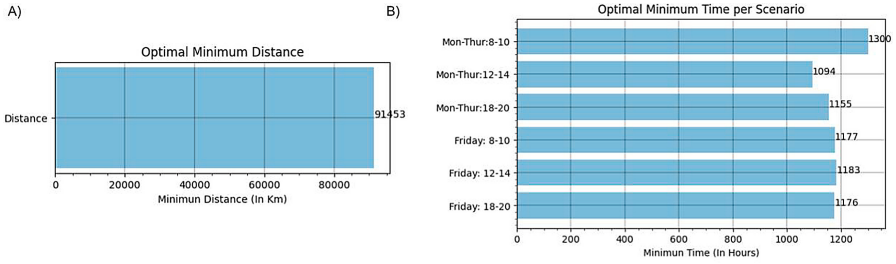 A)
Optimal Minimum Distance
Distance
91453
0 20000 40000 60000 80000
Minimun Distance (In Km)
B)
Optimal Minimum Time per Scenario
Mon-Thur:8-10 1300
Mon-Thur:12-14 1094
Mon-Thur:18-20 1155
Friday: 8-10 1177
Friday: 12-14 1183
Friday: 18-20 1176
0 200 400 600 800 1000 1200
Minimun Time (In Hours)